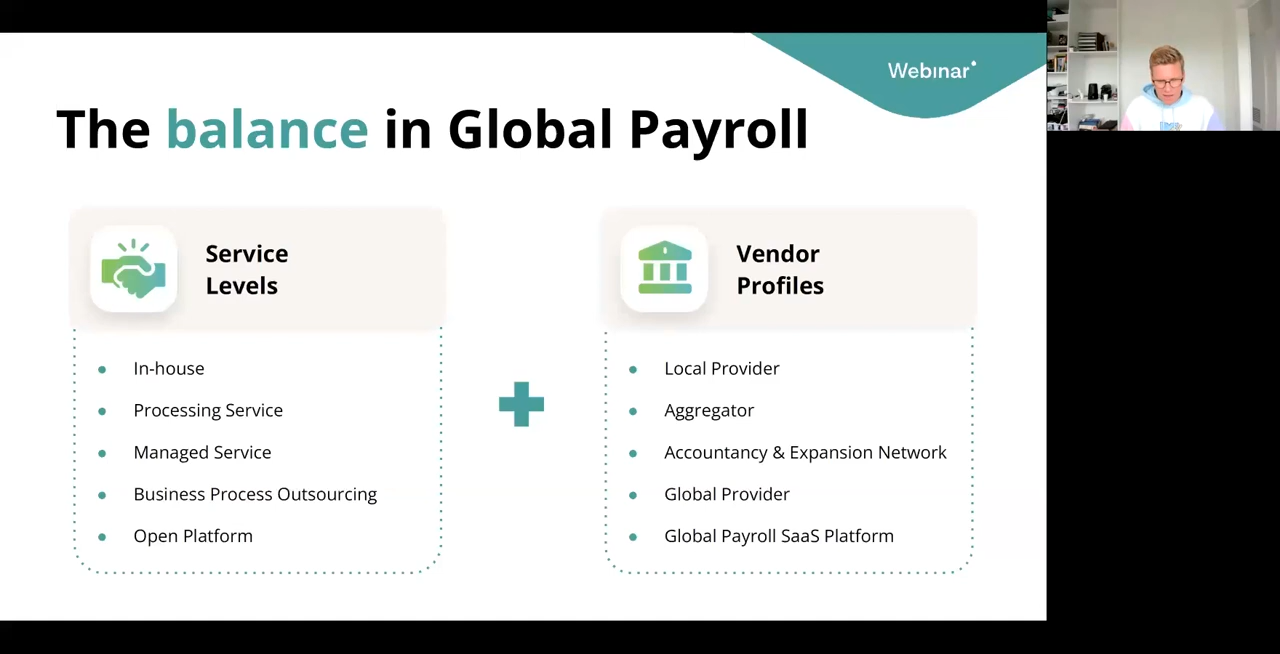 Webinar
The balance in Global Payroll
Service
Levels
In-house
Processing Service
Managed Service
Business Process Outsourcing
Open Platform
Vendor
Profiles
Local Provider
Aggregator
Accountancy & Expansion Network
Global Provider
Global Payroll SaaS Platform